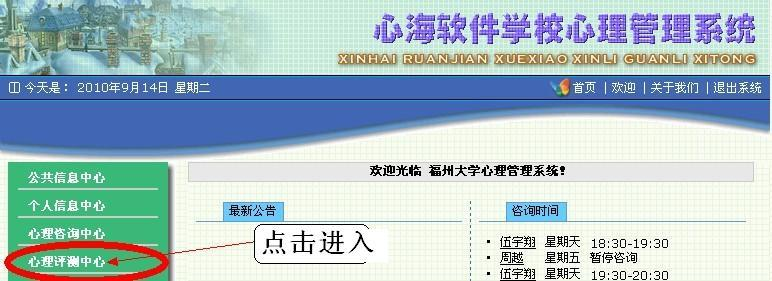 心海软件学校心理管理系统
XINHAI RUANJIAN XUEXIAO XINLI GUANLI XITONG
今天是： 2010年9月14日 星期二
首页 | 欢迎 | 关于我们 | 退出系统
欢迎光临 福州大学心理管理系统！
公共信息中心
个人信息中心
心理咨询中心
心理评测中心
点击进入
最新公告
咨询时间
伍宇翔 星期天 18:30-19:30
周越 星期五 暂停咨询
伍宇翔 星期天 19:30-20:30